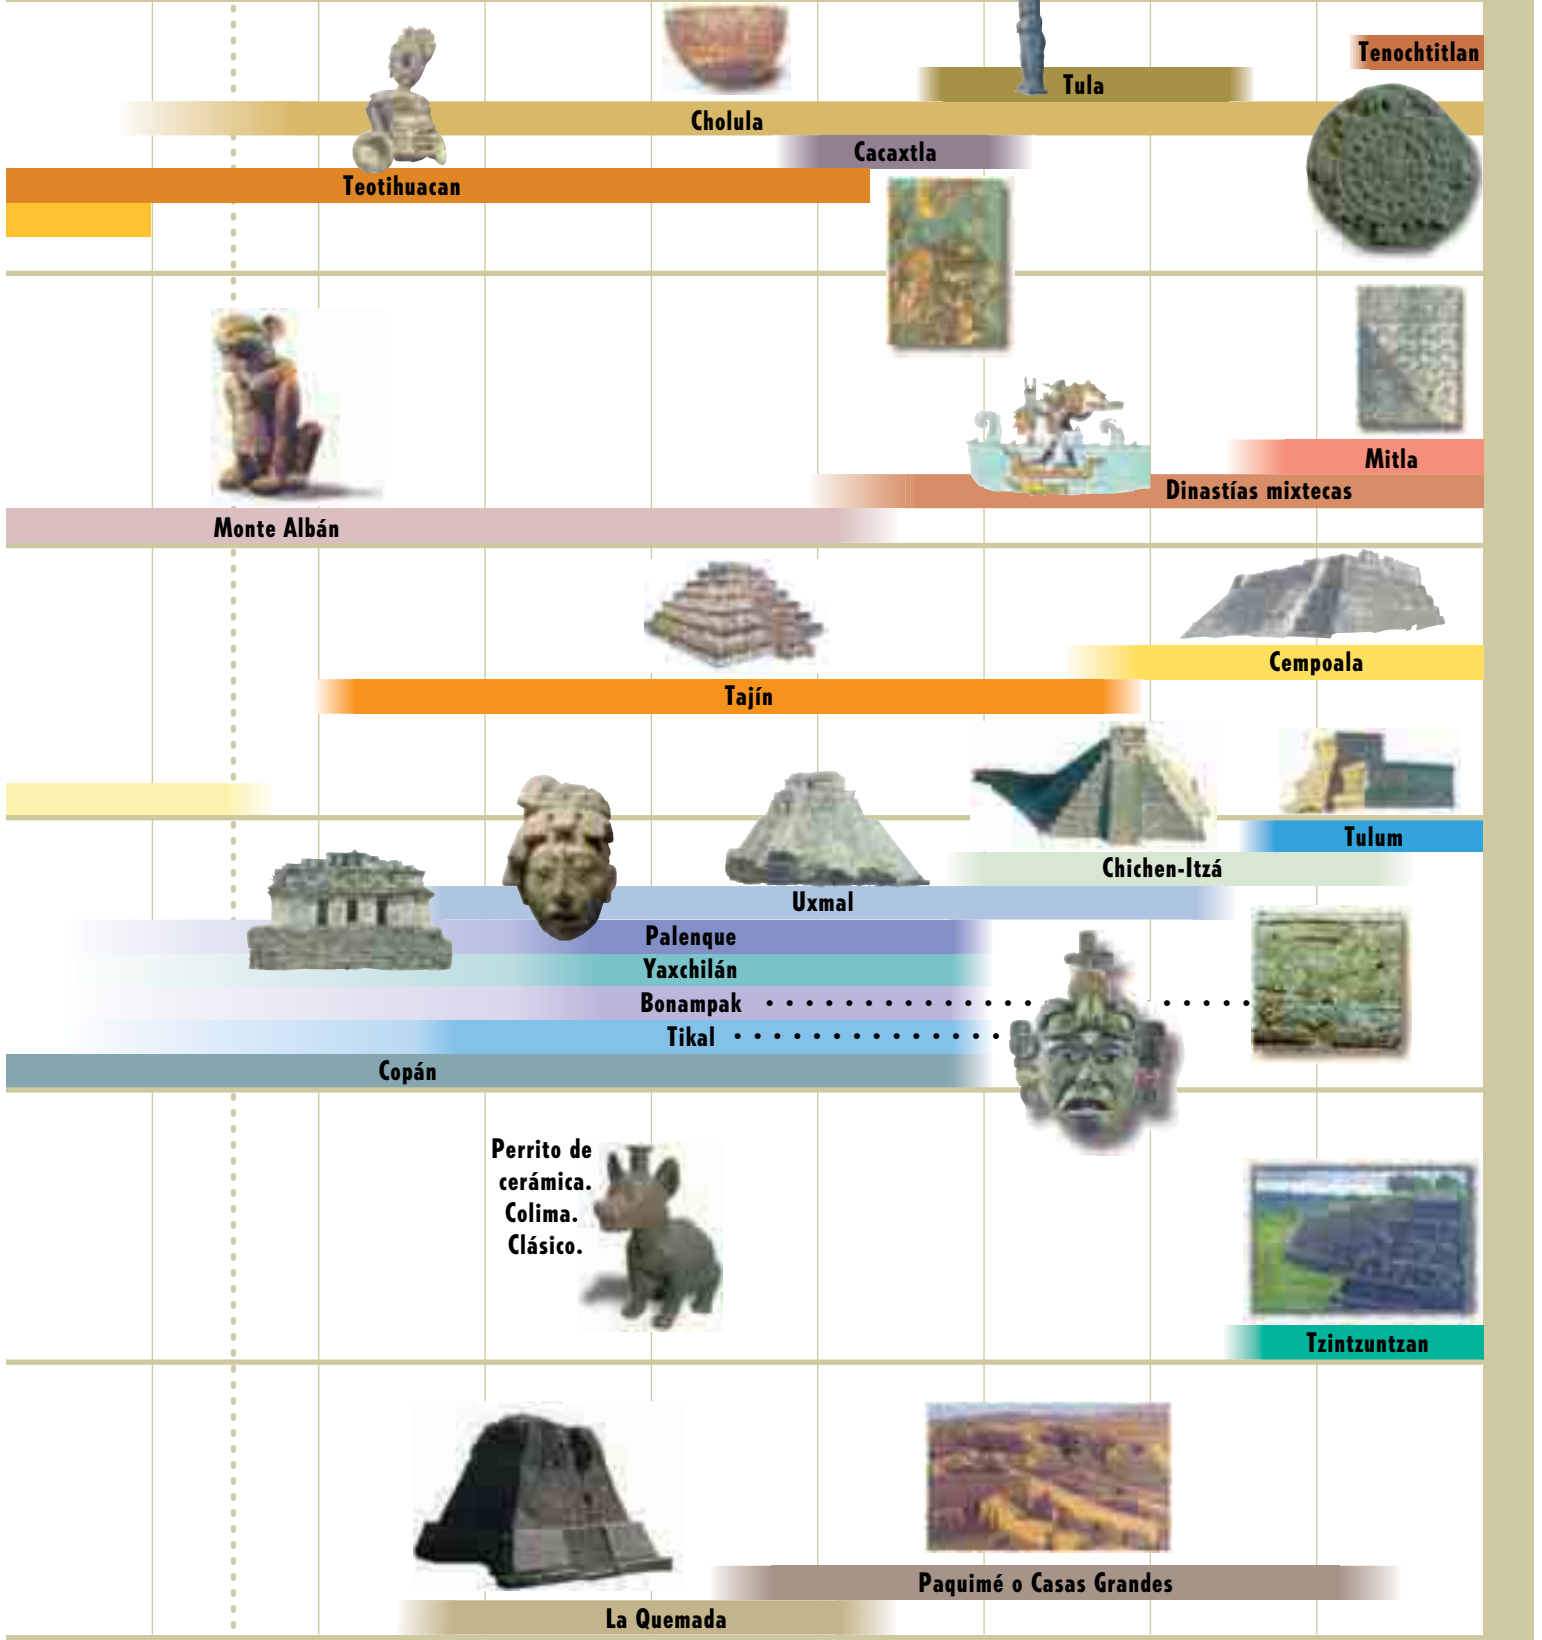 Tenochtitlan
Tula
Cholula
Cacaxtla
Teotihuacan
Mitla
Dinastías mixtecas
Monte Albán
Cempoala
Tajín
Tulum
Chichen-Itzá
Uxmal
Palenque
Yaxchilán
Bonampak
Tikal
Copán
Perrito de
cerámica.
Colima.
Clásico.
Tzintzuntzan
Paquimé o Casas Grandes
La Quemada